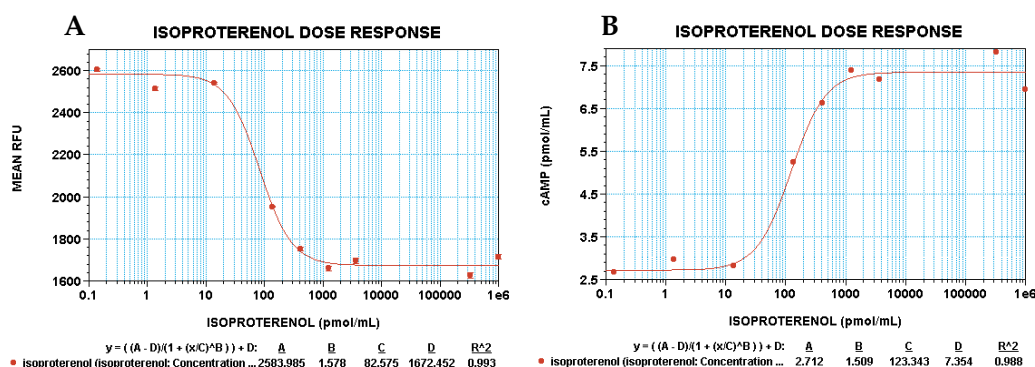 A
ISOPROTERENOL DOSE RESPONSE
MEAN RFU
2600
2400
2200
2000
1800
1600
0.1 1 10 100 1000 10000 100000 1e6
ISOPROTERENOL (pmol/mL)
y = ( (A - D)/(1 + (x/C)^B ) ) + D: A B C D R^2
isoproterenol (isoproterenol: Concentration ... 2583.985 1.578 82.575 1672.452 0.993
B
ISOPROTERENOL DOSE RESPONSE
cAMP (pmol/mL)
7.5
6.5
5.5
4.5
3.5
2.5
0.1 1 10 100 1000 10000 100000 1e6
ISOPROTERENOL (pmol/mL)
y = ( (A - D)/(1 + (x/C)^B ) ) + D: A B C D R^2
isoproterenol (isoproterenol: Concentration ... 2.712 1.509 123.343 7.354 0.988